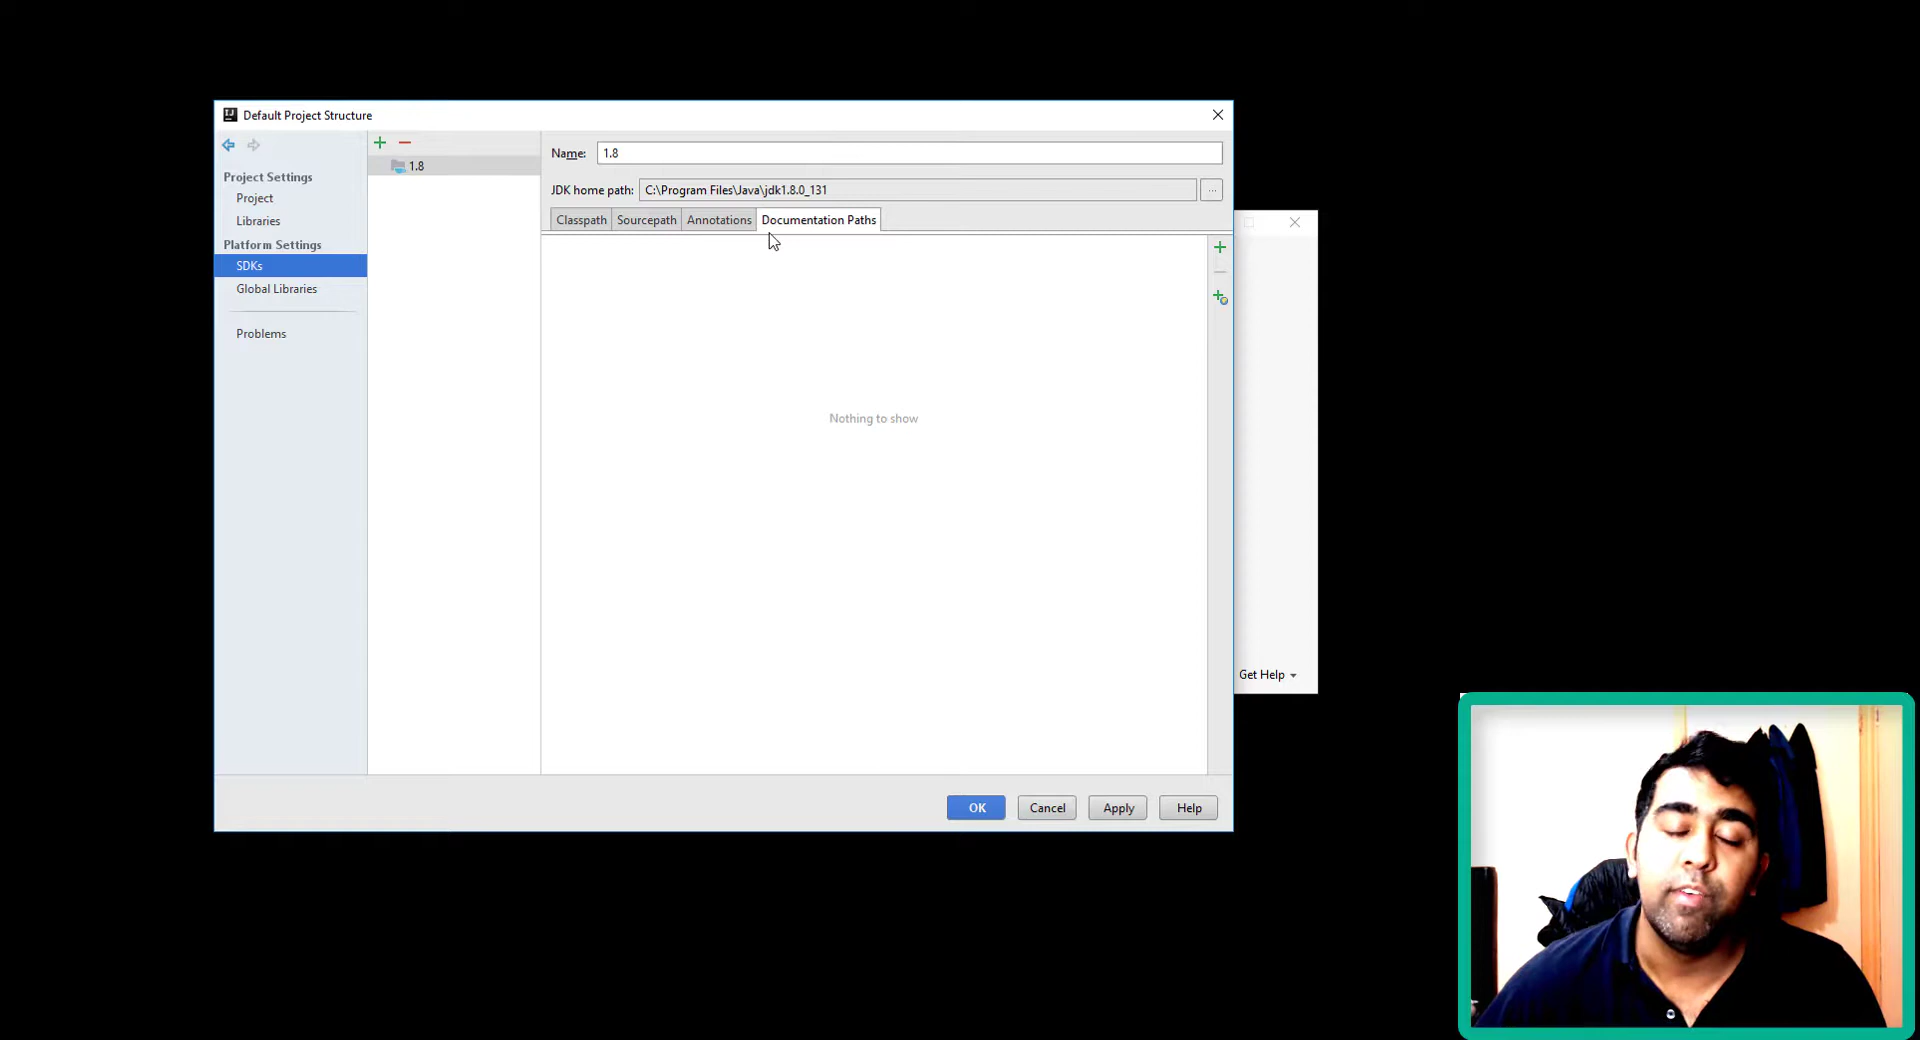 Default Project Structure
Project Settings
Project
Libraries
Platform Settings
SDKs
Global Libraries
Problems
1.8
Name: 1.8
JDK home path: C:\Program Files\Java\jdk1.8.0_131 ...
Classpath Sourcepath Annotations Documentation Paths
Nothing to show
Get Help
OK Cancel Apply Help